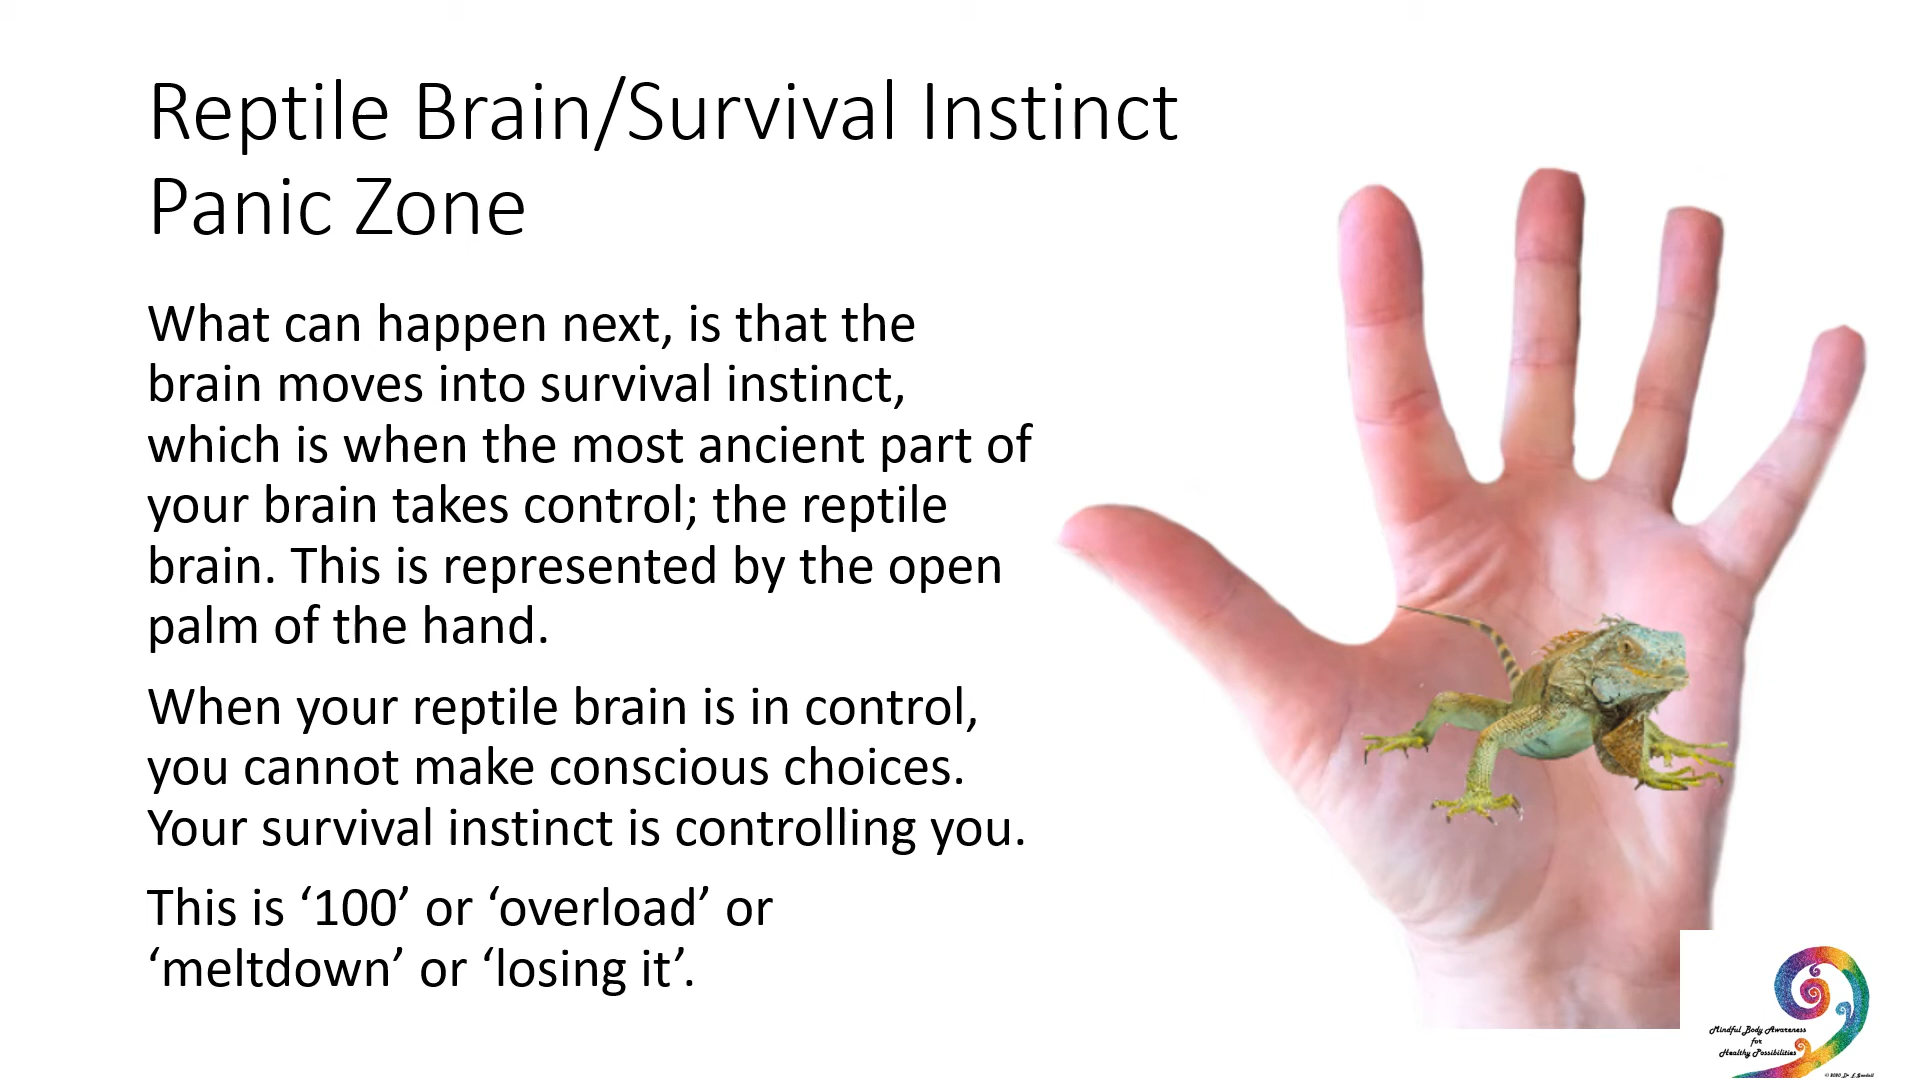 Reptile Brain/Survival Instinct
Panic Zone
What can happen next, is that the
brain moves into survival instinct,
which is when the most ancient part of
your brain takes control; the reptile
brain. This is represented by the open
palm of the hand.
When your reptile brain is in control,
you cannot make conscious choices.
Your survival instinct is controlling you.
This is ‘100’ or ‘overload’ or
‘meltdown’ or ‘losing it’.
Mindful Body Awareness
for
Healthy Possibilities
© 2020 Dr